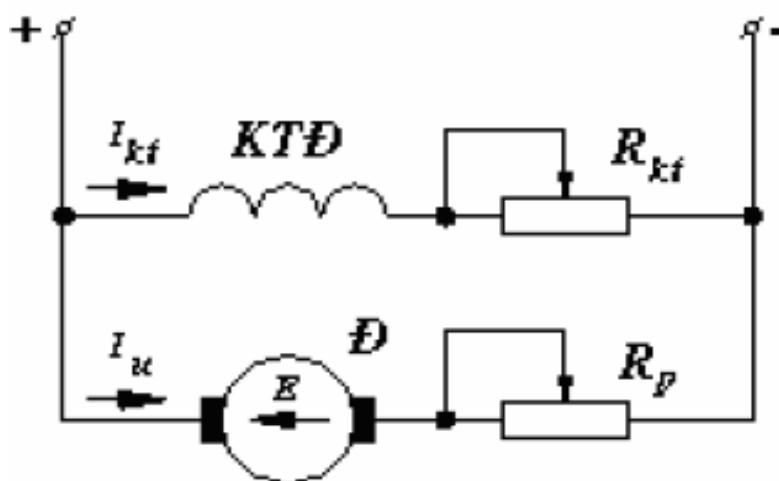 + -
I_kt KTĐ R_kt
I_u Đ R_p
E